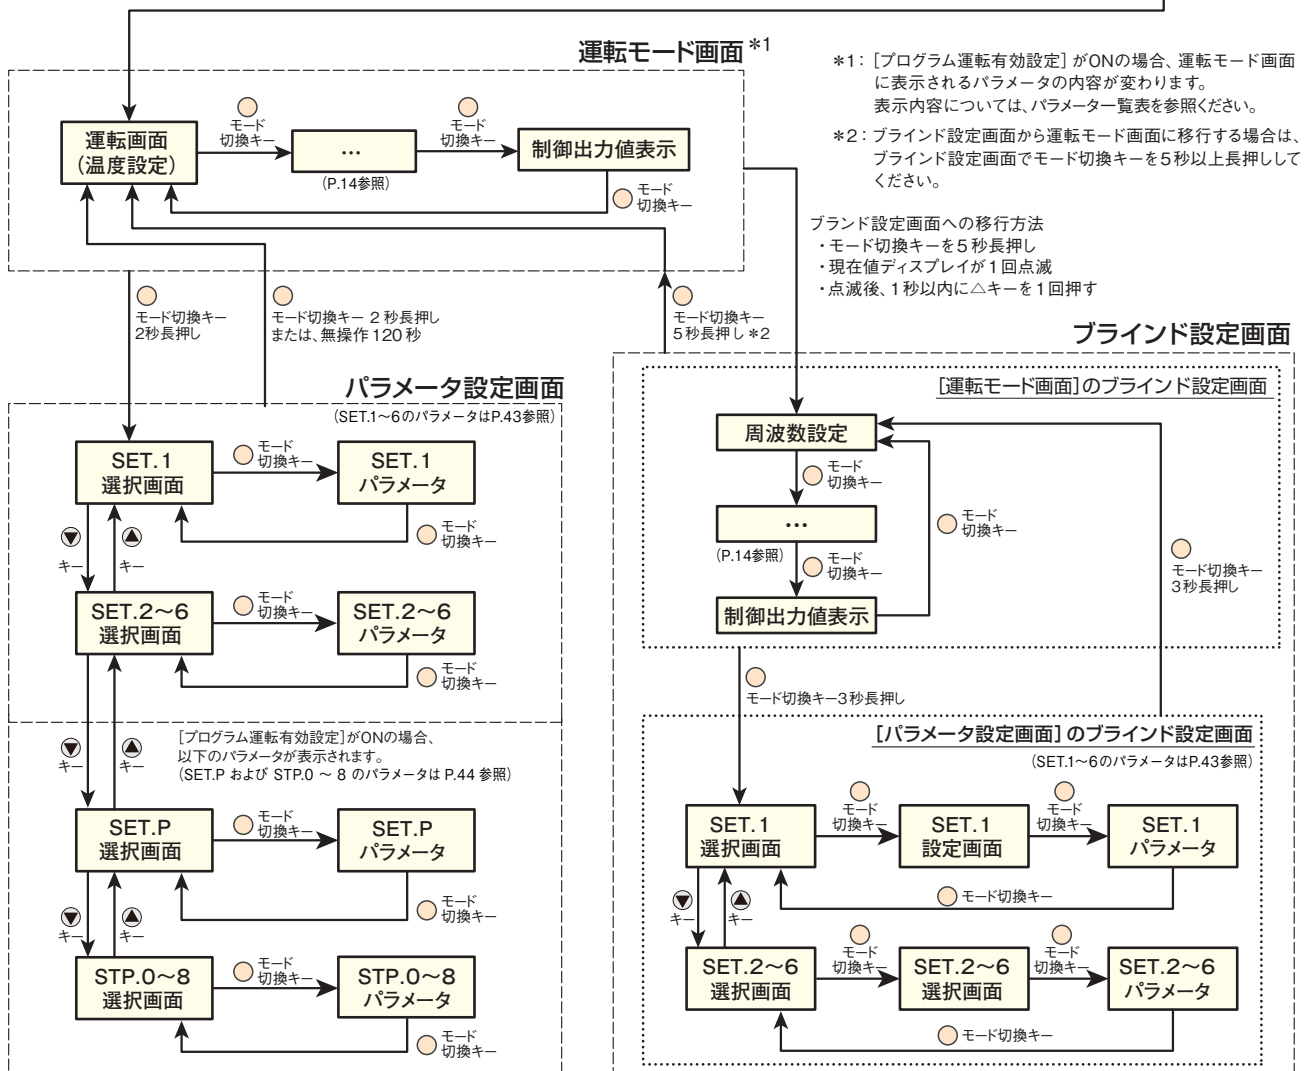 運転モード画面*1
*1： [プログラム運転有効設定] がONの場合、運転モード画面
に表示されるパラメータの内容が変わります。
表示内容については、パラメーター覧表を参照ください。
*2： ブラインド設定画面から運転モード画面に移行する場合は、
ブラインド設定画面でモード切換キーを5秒以上長押しして
ください。
運転画面
(温度設定)
モード
切換キー
…
(P.14参照)
モード
切換キー
制御出力値表示
モード
切換キー
ブランド設定画面への移行方法
・モード切換キーを5秒長押し
・現在値ディスプレイが1回点滅
・点滅後、1秒以内に△キーを1回押す
モード切換キー
2秒長押し
モード切換キー 2秒長押し
または、無操作120秒
モード切換キー
5秒長押し*2
パラメータ設定画面
(SET.1～6のパラメータはP.43参照)
SET.1
選択画面
モード
切換キー
SET.1
パラメータ
モード
切換キー
▼
キー
▲
キー
SET.2～6
選択画面
モード
切換キー
SET.2～6
パラメータ
モード
切換キー
▼
キー
▲
キー
[プログラム運転有効設定]がONの場合、
以下のパラメータが表示されます。
(SET.P および STP.0 ～ 8 のパラメータは P.44 参照)
SET.P
選択画面
モード
切換キー
SET.P
パラメータ
モード
切換キー
▼
キー
▲
キー
STP.0～8
選択画面
モード
切換キー
STP.0～8
パラメータ
モード
切換キー
ブラインド設定画面
[運転モード画面]のブラインド設定画面
周波数設定
モード
切換キー
…
(P.14参照)
モード
切換キー
制御出力値表示
モード
切換キー
モード切換キー
3秒長押し
モード切換キー3秒長押し
[パラメータ設定画面] のブラインド設定画面
(SET.1～6のパラメータはP.43参照)
SET.1
選択画面
モード
切換キー
SET.1
設定画面
モード
切換キー
SET.1
パラメータ
モード切換キー
▼
キー
▲
キー
SET.2～6
選択画面
モード
切換キー
SET.2～6
選択画面
モード
切換キー
SET.2～6
パラメータ
モード切換キー